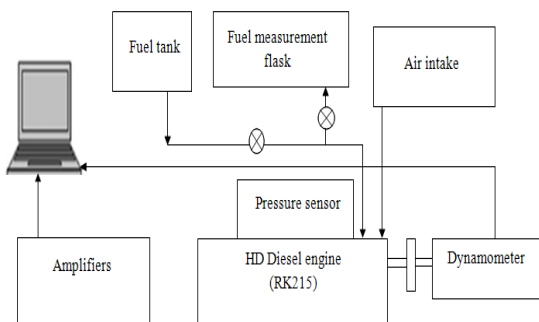 Fuel tank
Fuel measurement
flask
Air intake
Pressure sensor
Amplifiers
HD Diesel engine
(RK215)
Dynamometer